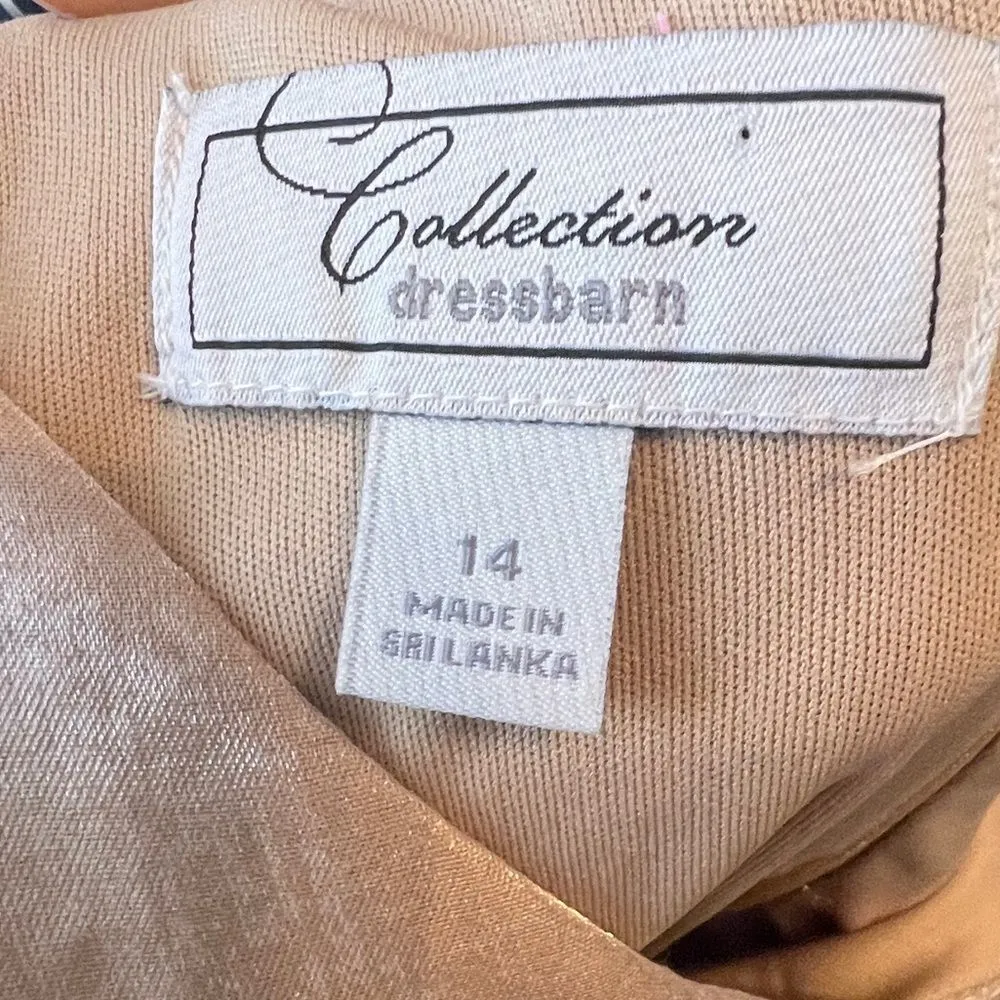 Collection
dressbarn
14
MADE IN
SRI LANKA